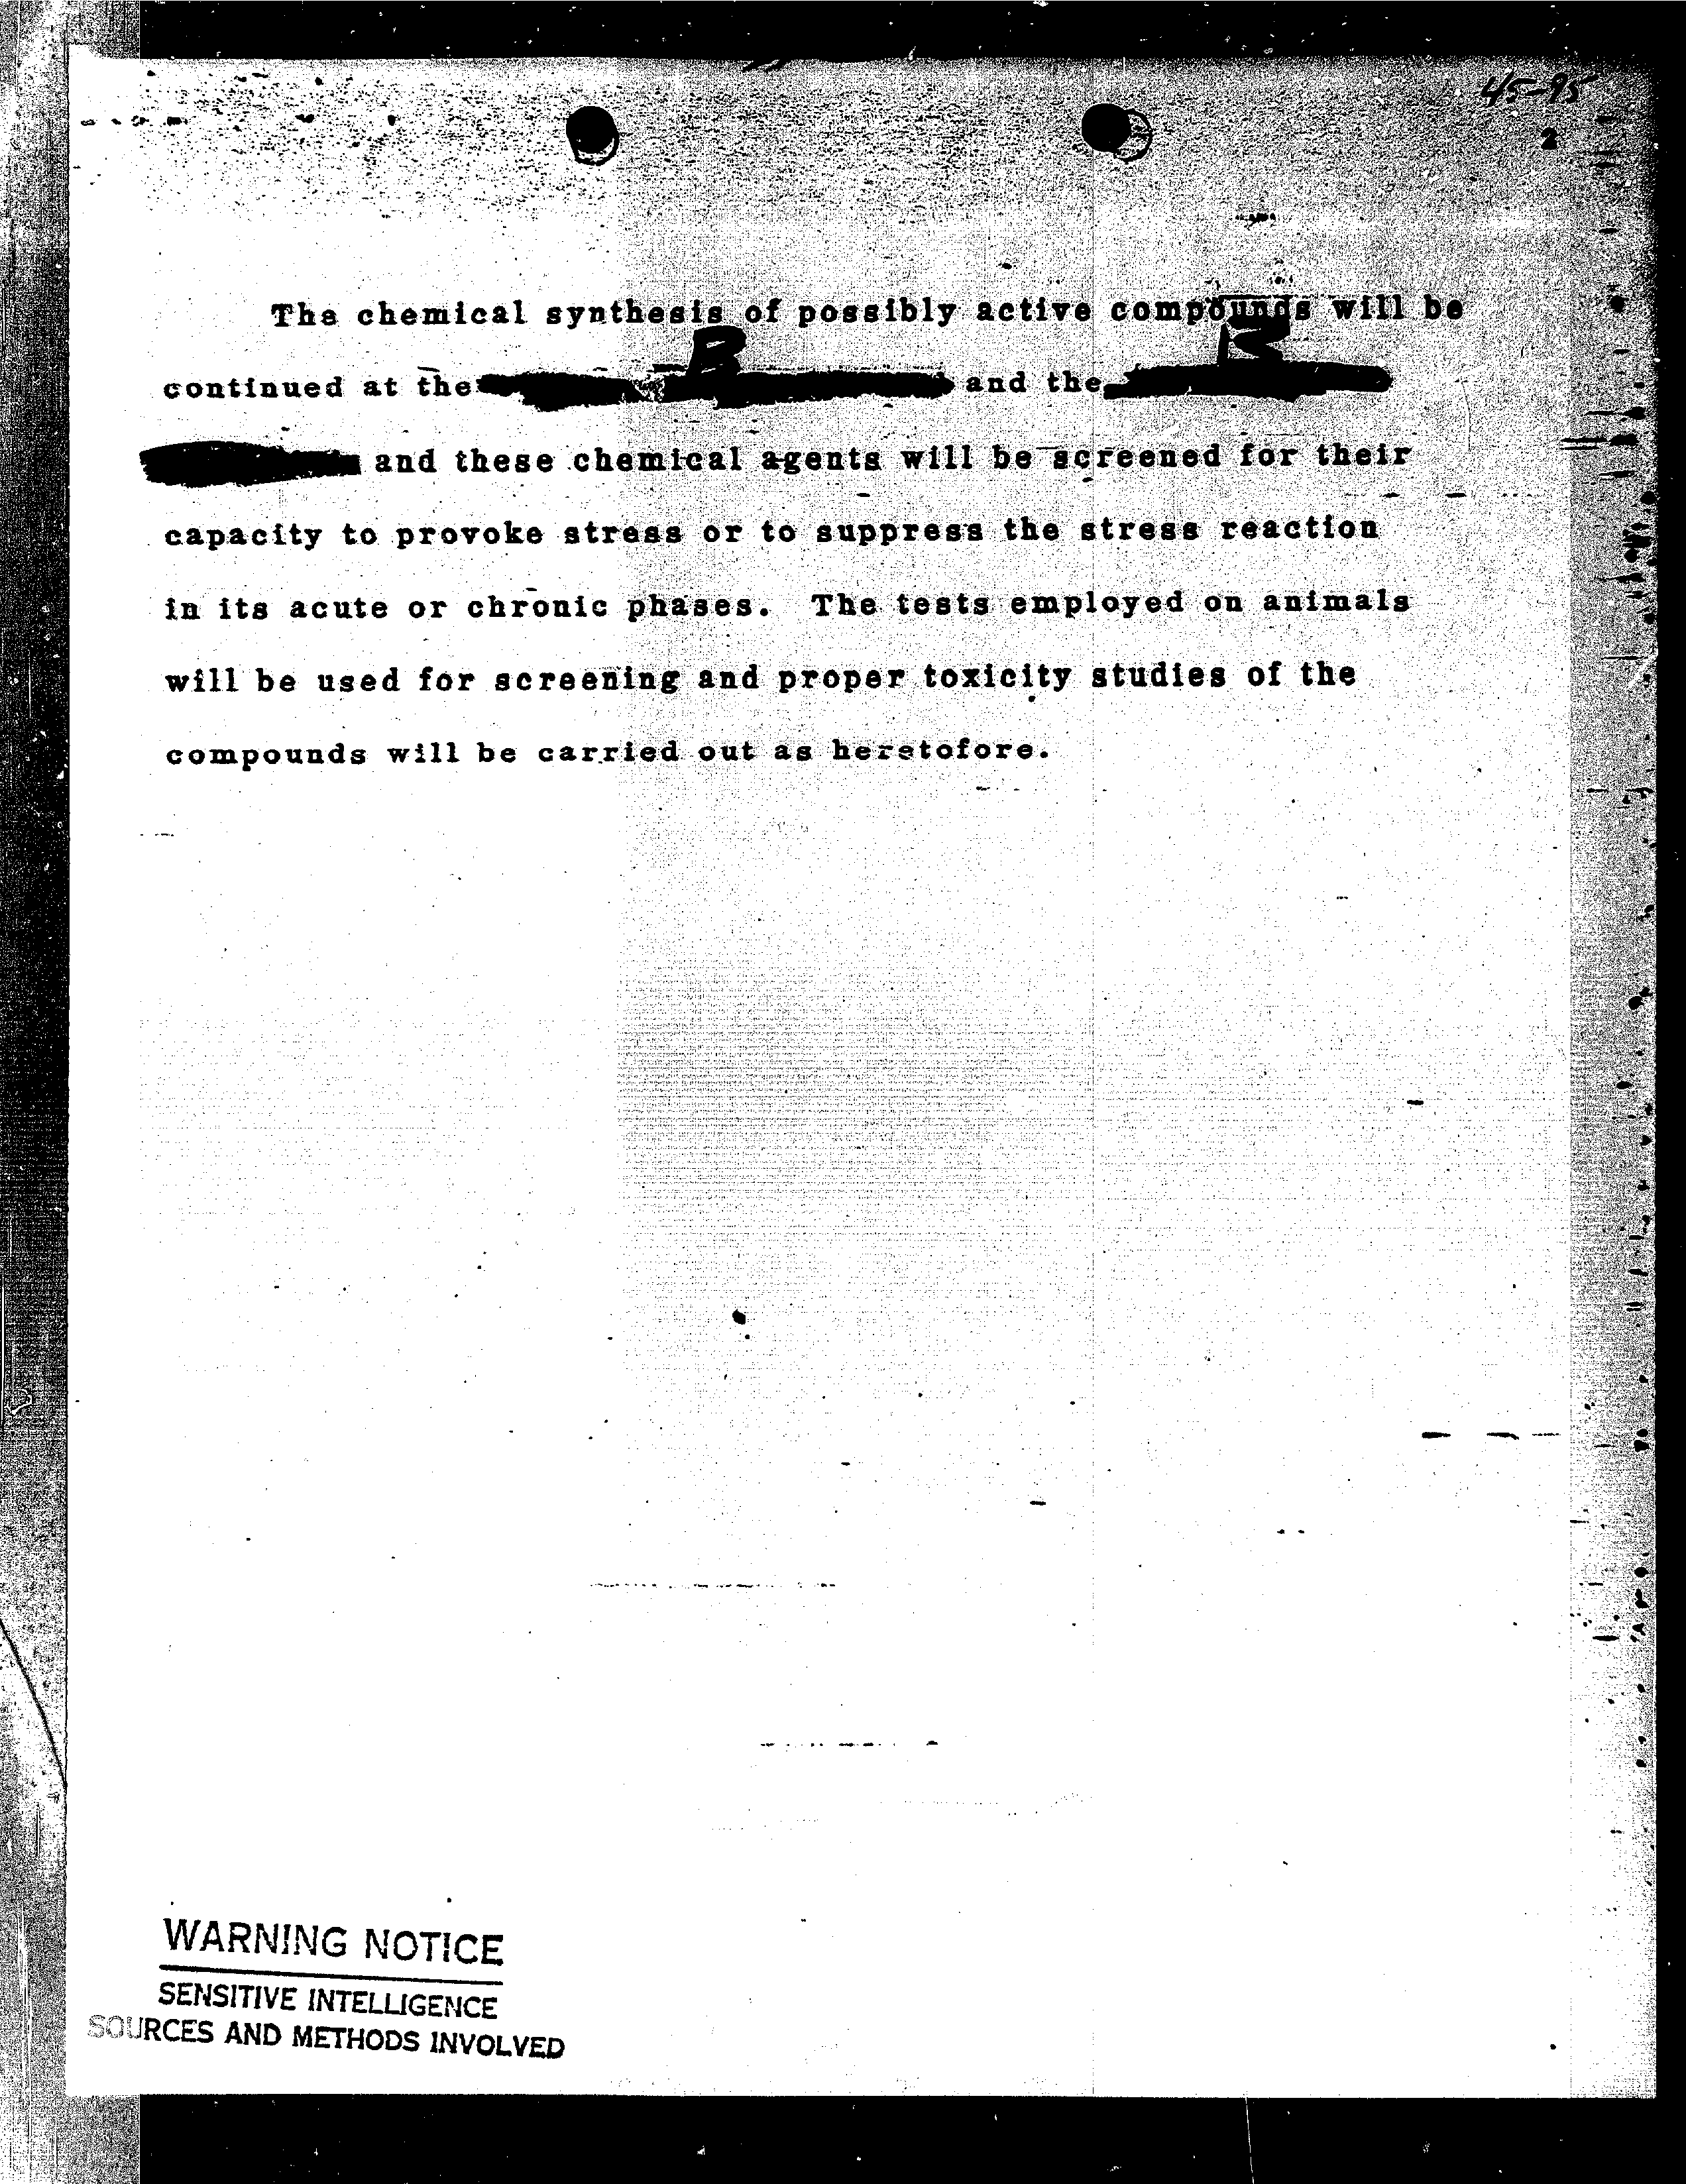 45-95
2
The chemical synthesis of possibly active compounds will be
B
continued at the and the
and these chemical agents will be screened for their
capacity to provoke stress or to suppress the stress reaction
in its acute or chronic phases. The tests employed on animals
will be used for screening and proper toxicity studies of the
compounds will be carried out as heretofore.
WARNING NOTICE
SENSITIVE INTELLIGENCE
SOURCES AND METHODS INVOLVED